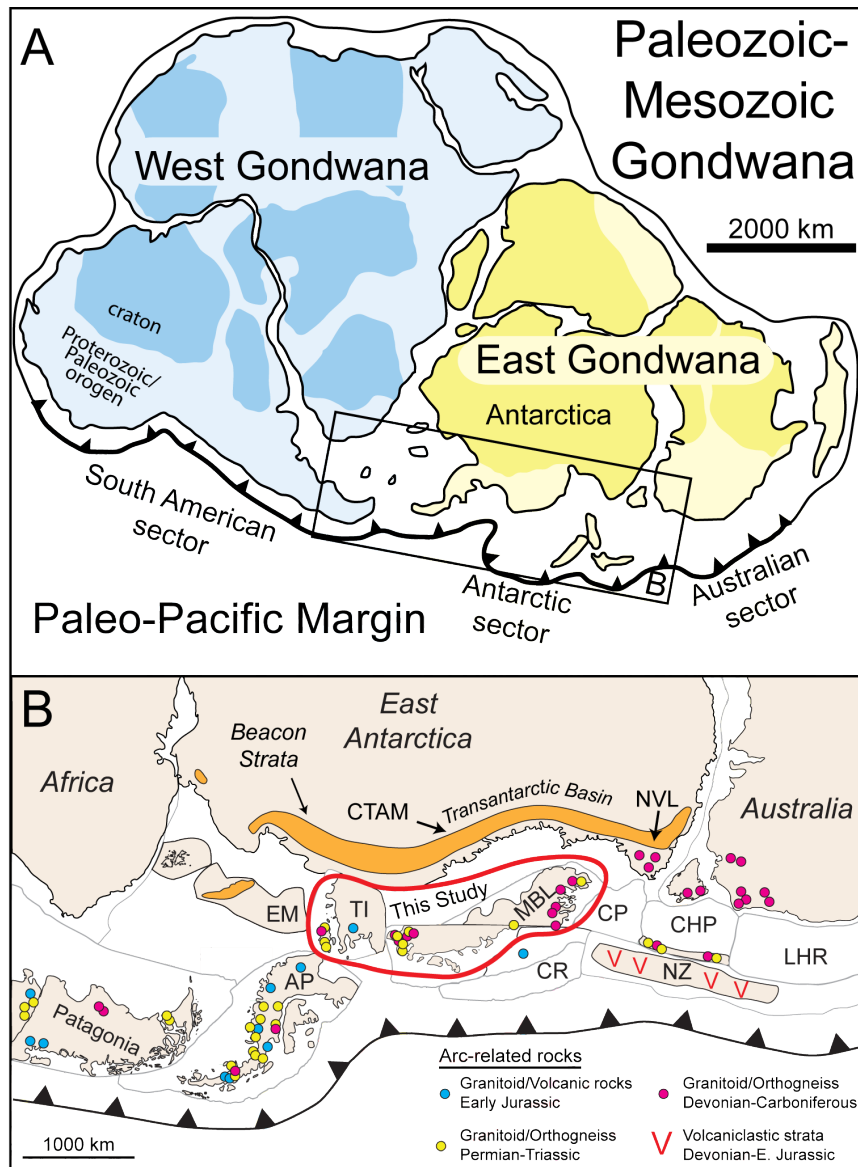 A
Paleozoic-
Mesozoic
Gondwana
2000 km
West Gondwana
craton
Proterozoic/
Paleozoic
orogen
East Gondwana
Antarctica
South American
sector
Antarctic
sector
B
Australian
sector
Paleo-Pacific Margin
B
East
Antarctica
Beacon
Strata
Africa
CTAM
Transantarctic Basin
NVL
Australia
EM
TI
This Study
MBL
CP
CHP
LHR
AP
CR
NZ
V V V V
Patagonia
Arc-related rocks
Granitoid/Volcanic rocks
Early Jurassic
Granitoid/Orthogneiss
Devonian-Carboniferous
Granitoid/Orthogneiss
Permian-Triassic
V Volcaniclastic strata
Devonian-E. Jurassic
1000 km